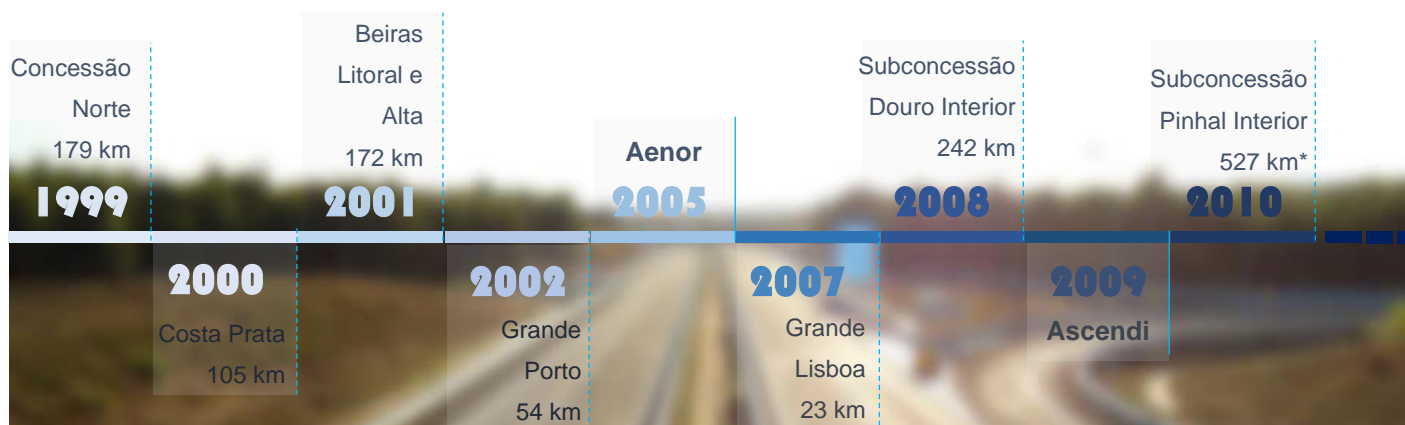 Concessão
Norte
179 km
1999
2000
Costa Prata
105 km
Beiras
Litoral e
Alta
172 km
2001
2002
Grande
Porto
54 km
Aenor
2005
2007
Grande
Lisboa
23 km
Subconcessão
Douro Interior
242 km
2008
2009
Ascendi
Subconcessão
Pinhal Interior
527 km*
2010